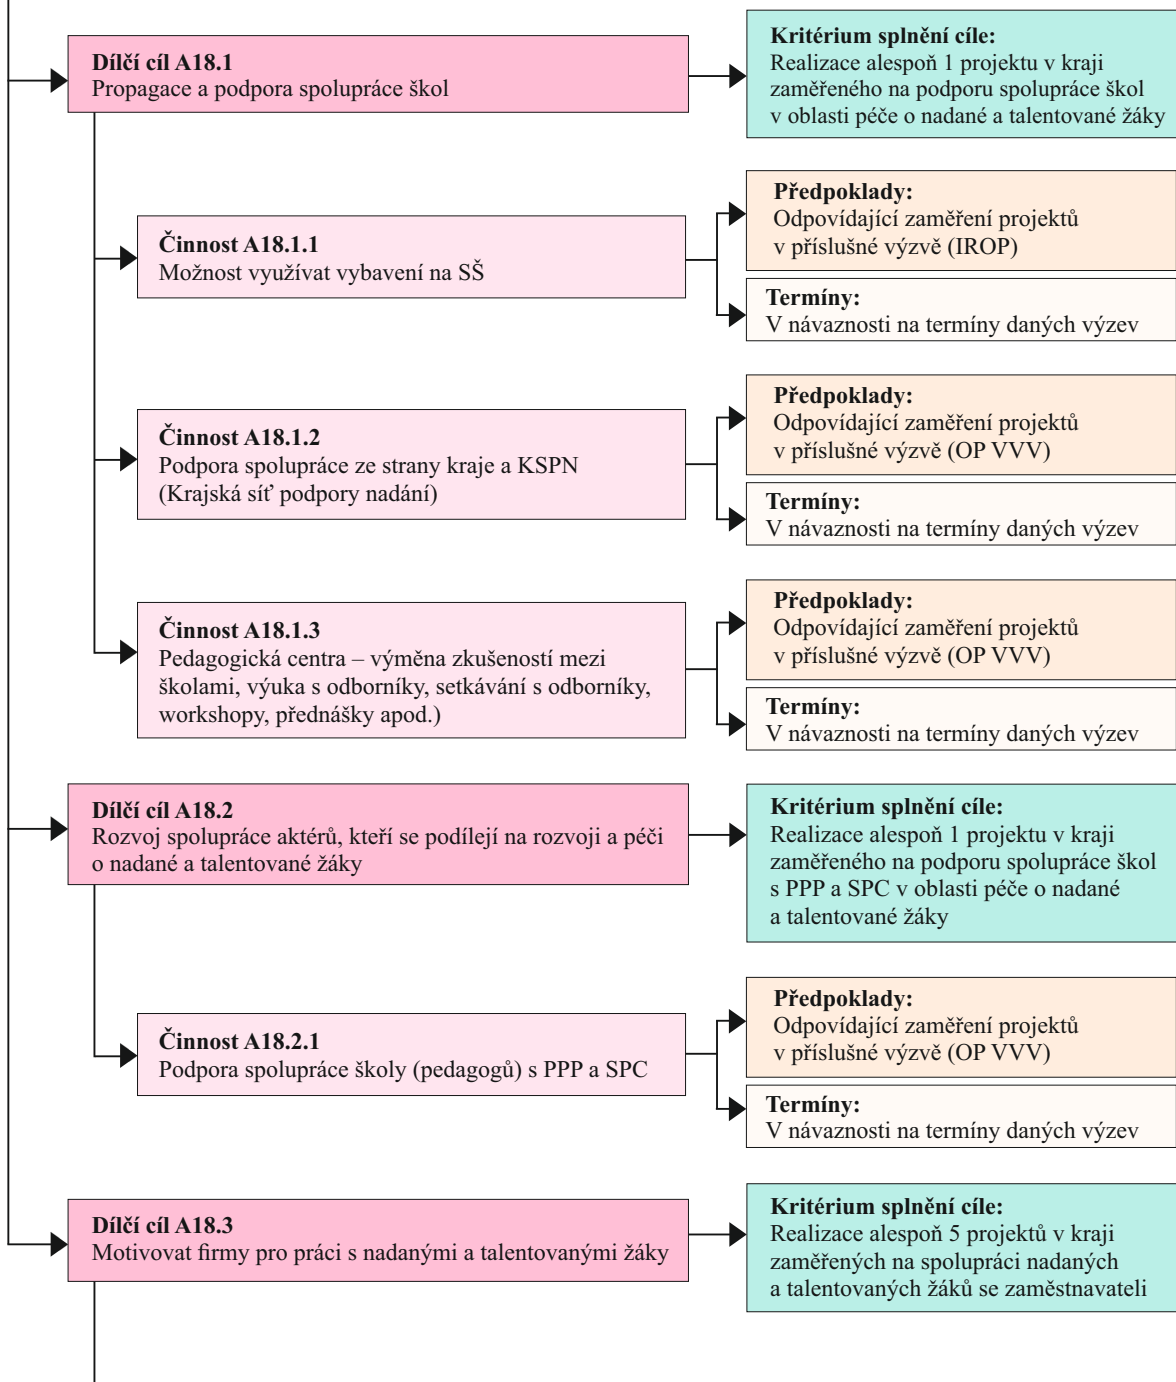 Dílčí cíl A18.1
Propagace a podpora spolupráce škol
Kritérium splnění cíle:
Realizace alespoň 1 projektu v kraji
zaměřeného na podporu spolupráce škol
v oblasti péče o nadané a talentované žáky
Činnost A18.1.1
Možnost využívat vybavení na SŠ
Předpoklady:
Odpovídající zaměření projektů
v příslušné výzvě (IROP)
Termíny:
V návaznosti na termíny daných výzev
Činnost A18.1.2
Podpora spolupráce ze strany kraje a KSPN
(Krajská síť podpory nadání)
Předpoklady:
Odpovídající zaměření projektů
v příslušné výzvě (OP VVV)
Termíny:
V návaznosti na termíny daných výzev
Činnost A18.1.3
Pedagogická centra – výměna zkušeností mezi
školami, výuka s odborníky, setkávání s odborníky,
workshopy, přednášky apod.)
Předpoklady:
Odpovídající zaměření projektů
v příslušné výzvě (OP VVV)
Termíny:
V návaznosti na termíny daných výzev
Dílčí cíl A18.2
Rozvoj spolupráce aktérů, kteří se podílejí na rozvoji a péči
o nadané a talentované žáky
Kritérium splnění cíle:
Realizace alespoň 1 projektu v kraji
zaměřeného na podporu spolupráce škol
s PPP a SPC v oblasti péče o nadané
a talentované žáky
Činnost A18.2.1
Podpora spolupráce školy (pedagogů) s PPP a SPC
Předpoklady:
Odpovídající zaměření projektů
v příslušné výzvě (OP VVV)
Termíny:
V návaznosti na termíny daných výzev
Dílčí cíl A18.3
Motivovat firmy pro práci s nadanými a talentovanými žáky
Kritérium splnění cíle:
Realizace alespoň 5 projektů v kraji
zaměřených na spolupráci nadaných
a talentovaných žáků se zaměstnavateli